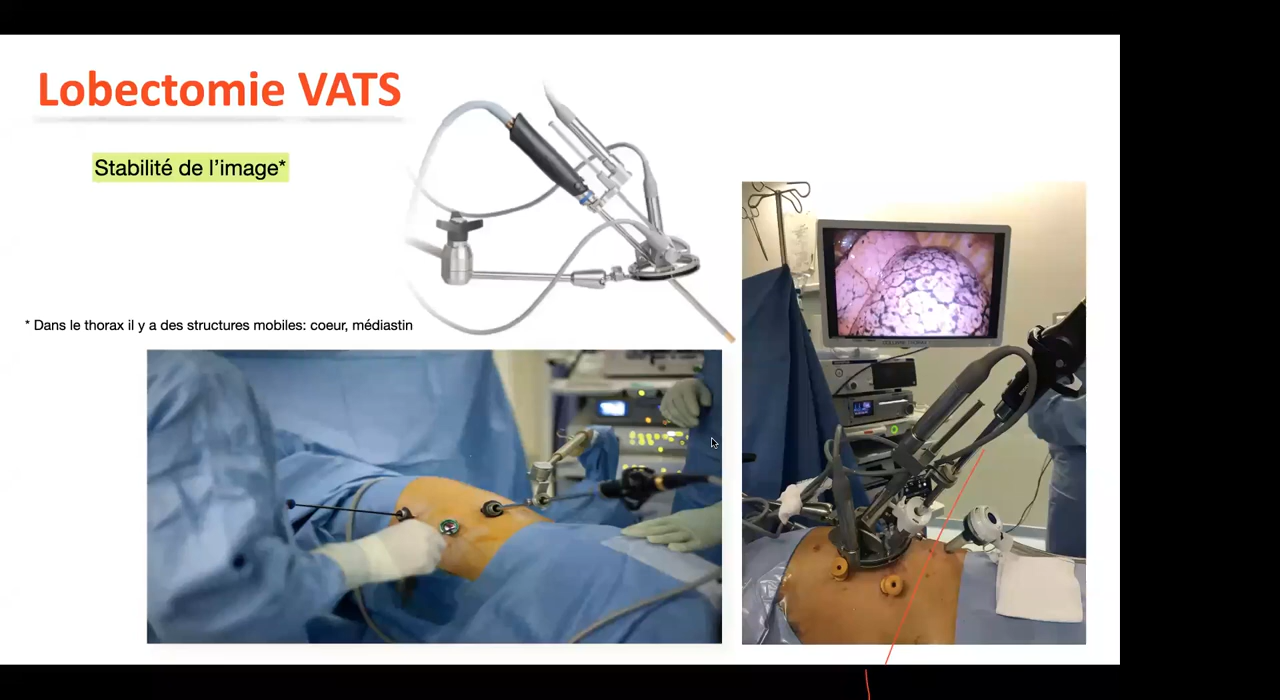 Lobectomie VATS
Stabilité de l’image*
* Dans le thorax il y a des structures mobiles: coeur, médiastin